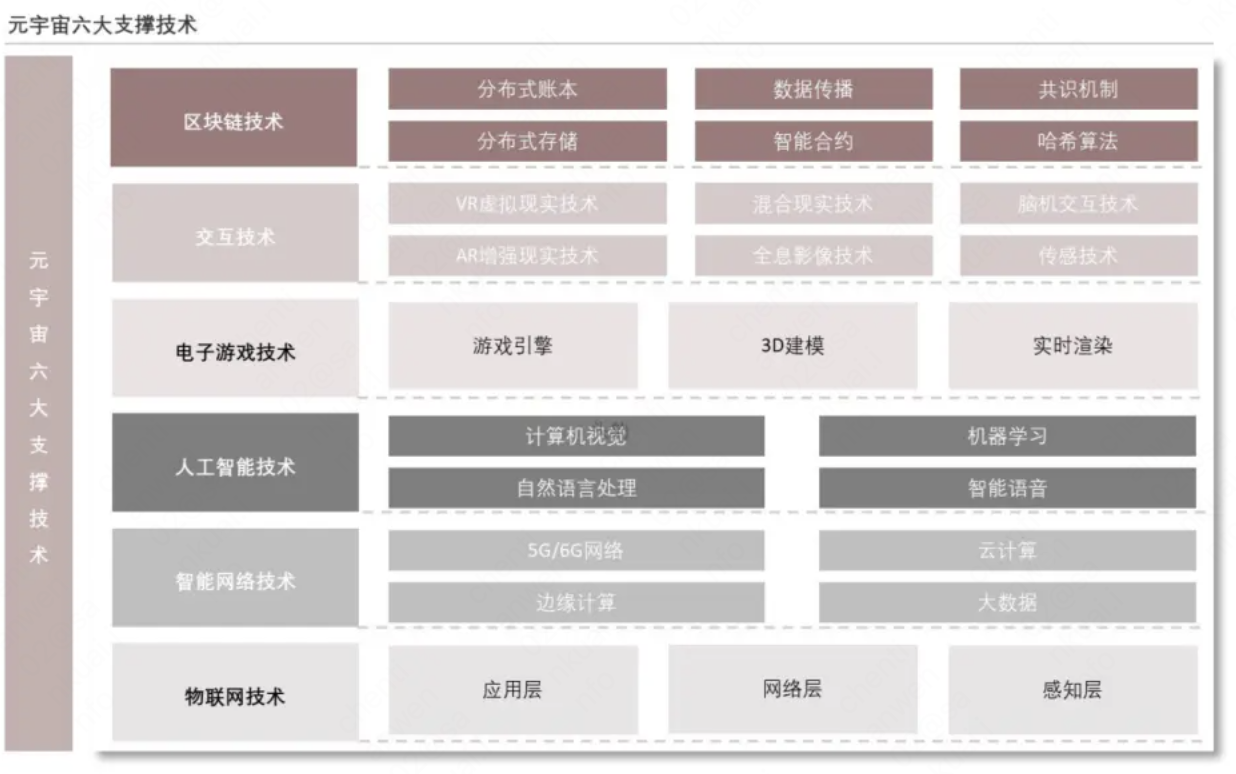 元宇宙六大支撑技术
元宇宙六大支撑技术
区块链技术
分布式账本
数据传播
共识机制
分布式存储
智能合约
哈希算法
交互技术
VR虚拟现实技术
混合现实技术
脑机交互技术
AR增强现实技术
全息影像技术
传感技术
电子游戏技术
游戏引擎
3D建模
实时渲染
人工智能技术
计算机视觉
机器学习
自然语言处理
智能语音
智能网络技术
5G/6G网络
云计算
边缘计算
大数据
物联网技术
应用层
网络层
感知层